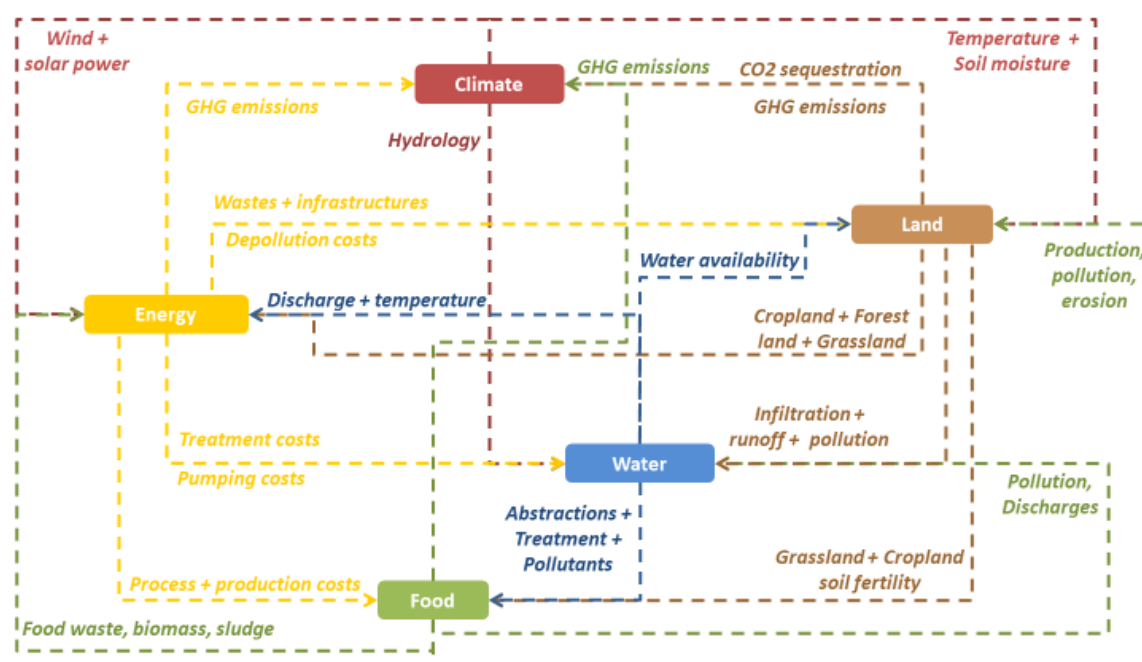 Wind +
solar power
Temperature +
Soil moisture
GHG emissions
CO2 sequestration
Climate
GHG emissions
GHG emissions
Hydrology
Wastes + infrastructures
Land
Depollution costs
Water availability
Production,
pollution,
erosion
Discharge + temperature
Energy
Cropland + Forest
land + Grassland
Infiltration +
runoff + pollution
Treatment costs
Water
Pumping costs
Pollution,
Discharges
Abstractions +
Treatment +
Pollutants
Grassland + Cropland
soil fertility
Process + production costs
Food
Food waste, biomass, sludge